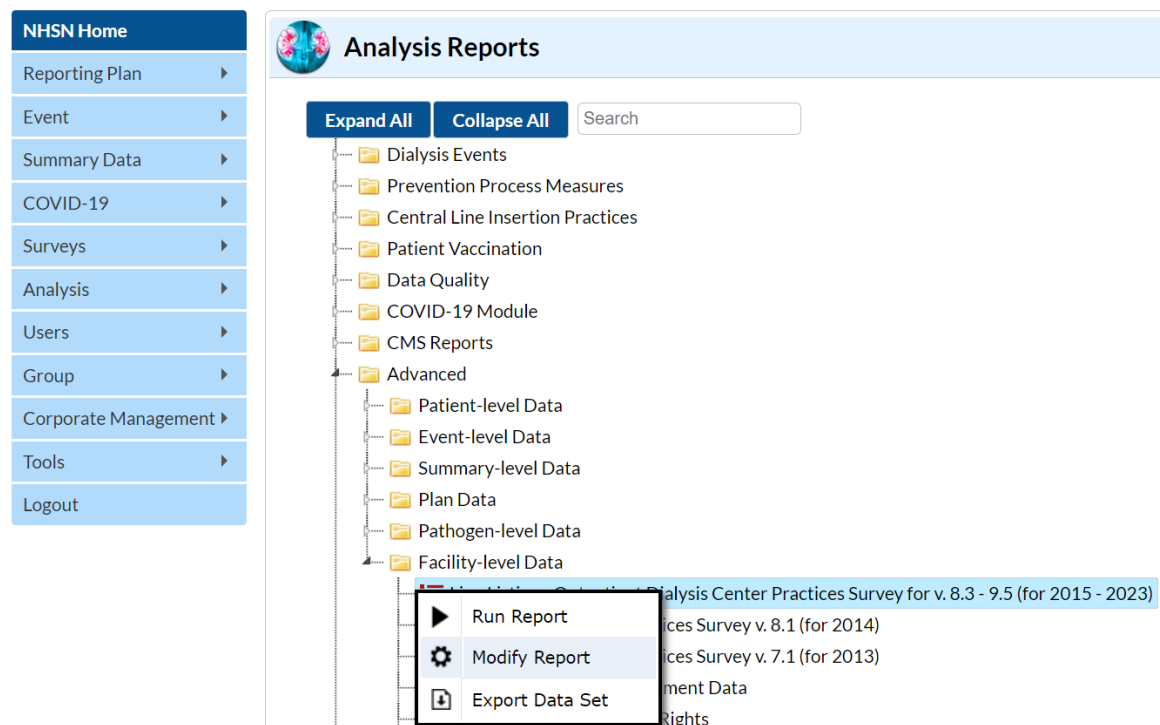 NHSN Home
Reporting Plan
Event
Summary Data
COVID-19
Surveys
Analysis
Users
Group
Corporate Management
Tools
Logout
Analysis Reports
Expand All
Collapse All
Search
Dialysis Events
Prevention Process Measures
Central Line Insertion Practices
Patient Vaccination
Data Quality
COVID-19 Module
CMS Reports
Advanced
Patient-level Data
Event-level Data
Summary-level Data
Plan Data
Pathogen-level Data
Facility-level Data
Dialysis Center Practices Survey for v. 8.3 - 9.5 (for 2015 - 2023)
Survey v. 8.1 (for 2014)
Survey v. 7.1 (for 2013)
Data
Rights
Run Report
Modify Report
Export Data Set